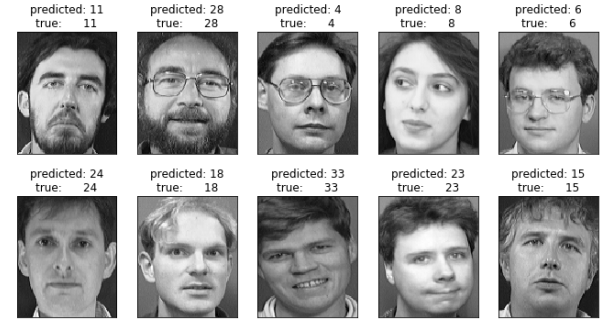 predicted: 11
true: 11
predicted: 28
true: 28
predicted: 4
true: 4
predicted: 8
true: 8
predicted: 6
true: 6
predicted: 24
true: 24
predicted: 18
true: 18
predicted: 33
true: 33
predicted: 23
true: 23
predicted: 15
true: 15